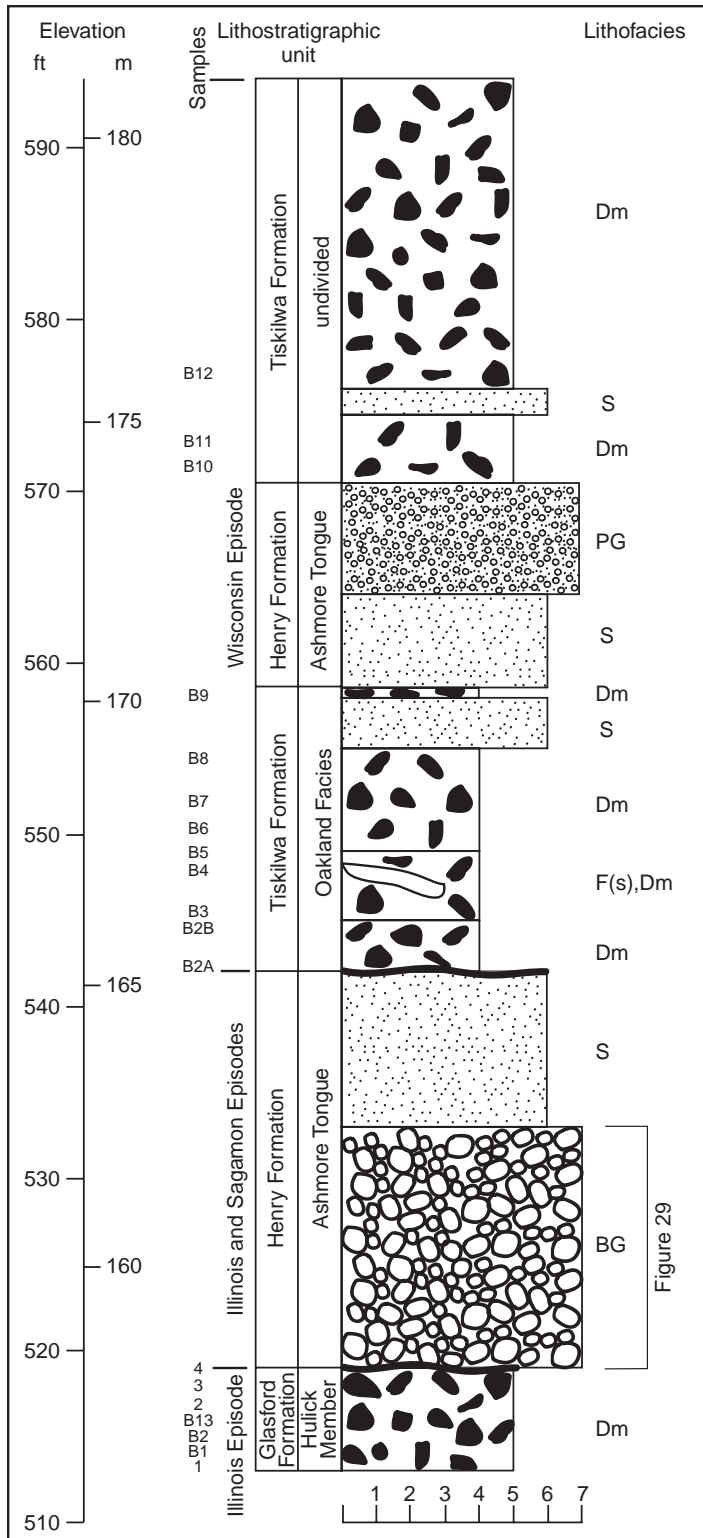 Elevation
ft
m
Samples
Lithostratigraphic
unit
Lithofacies
590
580
570
560
550
540
530
520
510
180
175
170
165
160
B12
B11
B10
B9
B8
B7
B6
B5
B4
B3
B2B
B2A
4
3
2
B13
B2
B1
1
Wisconsin Episode
Illinois and Sagamon Episodes
Illinois Episode
Tiskilwa Formation
undivided
Henry Formation
Ashmore Tongue
Tiskilwa Formation
Oakland Facies
Henry Formation
Ashmore Tongue
Glasford
Formation
Hulick
Member
Dm
S
Dm
PG
S
Dm
S
Dm
F(s),Dm
Dm
S
BG
Dm
Figure 29
1 2 3 4 5 6 7